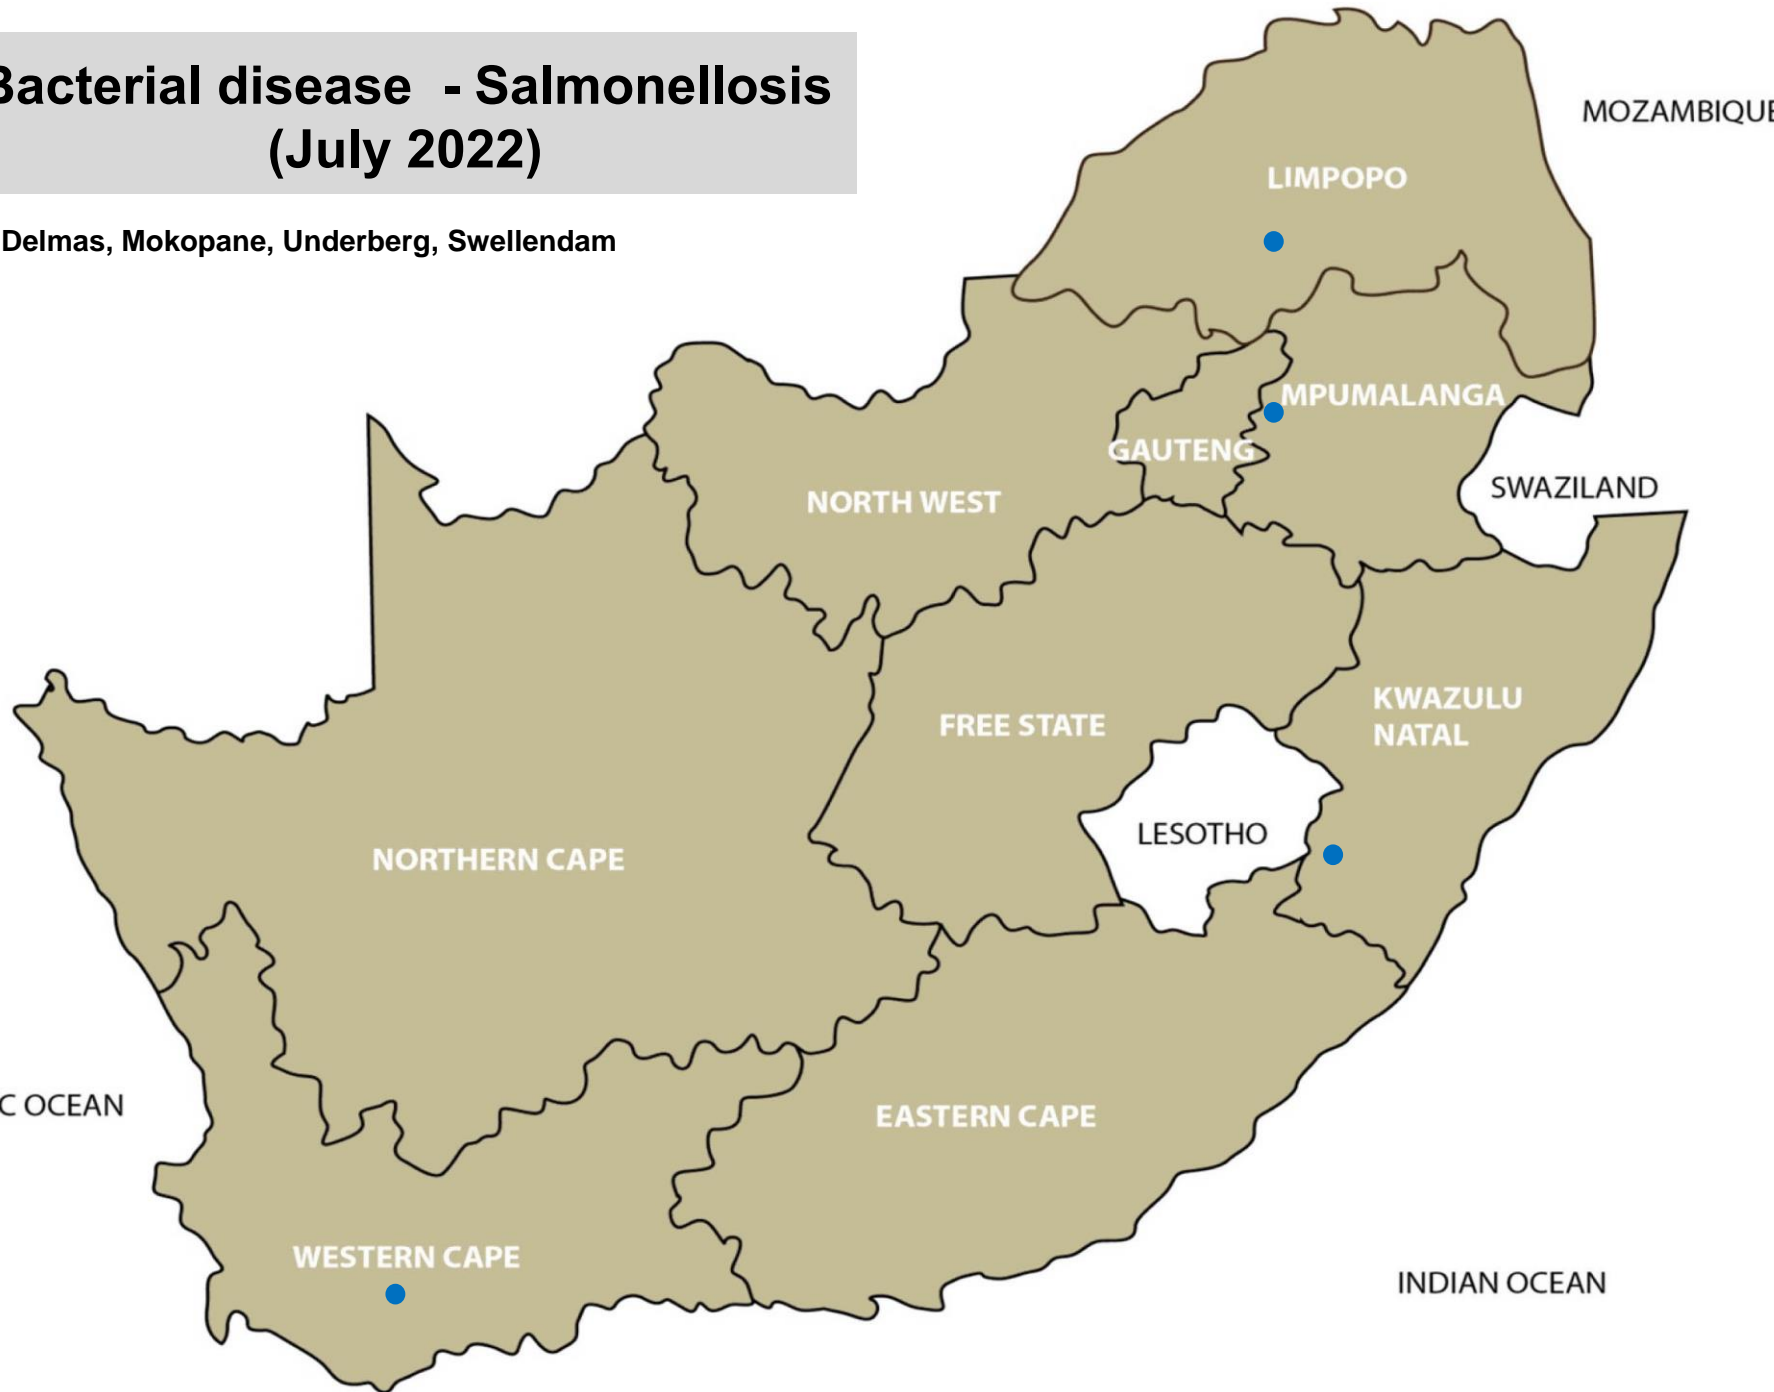 Bacterial disease - Salmonellosis
(July 2022)
Delmas, Mokopane, Underberg, Swellendam
MOZAMBIQUE
LIMPOPO
MPUMALANGA
GAUTENG
SWAZILAND
NORTH WEST
KWAZULU
NATAL
FREE STATE
LESOTHO
NORTHERN CAPE
C OCEAN
EASTERN CAPE
WESTERN CAPE
INDIAN OCEAN